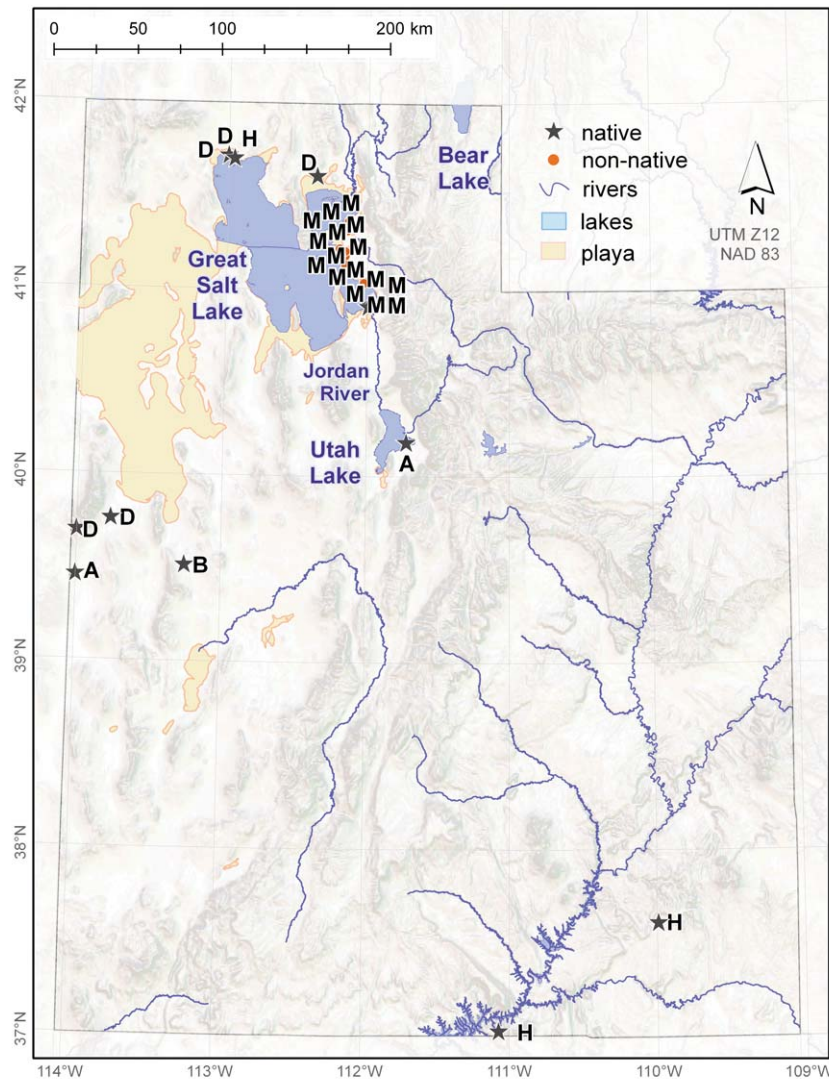 0 50 100 200 km
42°N
41°N
40°N
39°N
38°N
37°N
114°W 113°W 112°W 111°W 110°W 109°W
native
non-native
rivers
lakes
playa
N
UTM Z12
NAD 83
Bear
Lake
D D H
D
M
M M
M M
M M
M M
M M
M M M
M M M
Great
Salt
Lake
Jordan
River
Utah
Lake
A
D
D
A
B
H
H